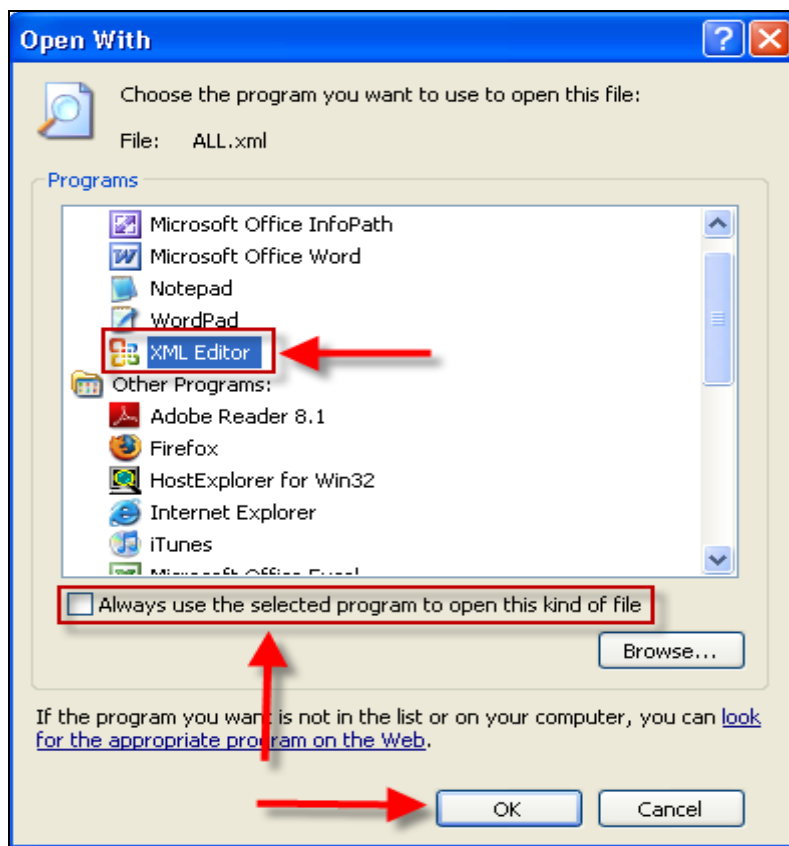 Open With
Choose the program you want to use to open this file:
File: ALL.xml
Programs
Microsoft Office InfoPath
Microsoft Office Word
Notepad
WordPad
XML Editor
Other Programs:
Adobe Reader 8.1
Firefox
HostExplorer for Win32
Internet Explorer
iTunes
Microsoft Office Excel
Always use the selected program to open this kind of file
Browse...
If the program you want is not in the list or on your computer, you can look
for the appropriate program on the Web.
OK Cancel